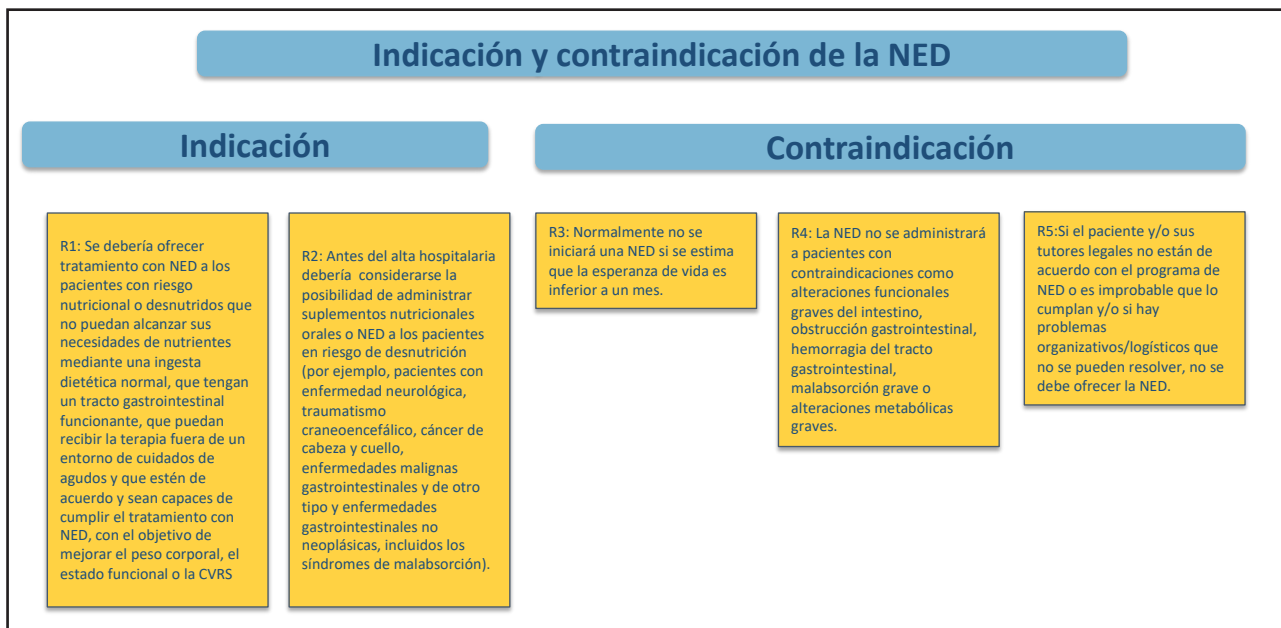 Indicación y contraindicación de la NED
Indicación
Contraindicación
R1: Se debería ofrecer
tratamiento con NED a los
pacientes con riesgo
nutricional o desnutridos que
no puedan alcanzar sus
necesidades de nutrientes
mediante una ingesta
dietética normal, que tengan
un tracto gastrointestinal
funcionante, que puedan
recibir la terapia fuera de un
entorno de cuidados de
agudos y que estén de
acuerdo y sean capaces de
cumplir el tratamiento con
NED, con el objetivo de
mejorar el peso corporal, el
estado funcional o la CVRS
R2: Antes del alta hospitalaria
debería considerarse la
posibilidad de administrar
suplementos nutricionales
orales o NED a los pacientes
en riesgo de desnutrición
(por ejemplo, pacientes con
enfermedad neurológica,
traumatismo
craneoencefálico, cáncer de
cabeza y cuello,
enfermedades malignas
gastrointestinales y de otro
tipo y enfermedades
gastrointestinales no
neoplásicas, incluidos los
síndromes de malabsorción).
R3: Normalmente no se
iniciará una NED si se estima
que la esperanza de vida es
inferior a un mes.
R4: La NED no se administrará
a pacientes con
contraindicaciones como
alteraciones funcionales
graves del intestino,
obstrucción gastrointestinal,
hemorragia del tracto
gastrointestinal,
malabsorción grave o
alteraciones metabólicas
graves.
R5:Si el paciente y/o sus
tutores legales no están de
acuerdo con el programa de
NED o es improbable que lo
cumplan y/o si hay
problemas
organizativos/logísticos que
no se pueden resolver, no se
debe ofrecer la NED.